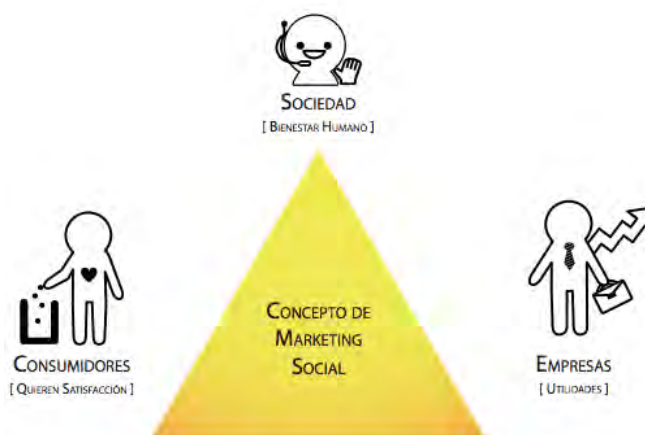 SOCIEDAD
[ BIENESTAR HUMANO ]
CONCEPTO DE
MARKETING
SOCIAL
CONSUMIDORES
[ QUIEREN SATISFACCIÓN ]
EMPRESAS
[ UTILIDADES ]